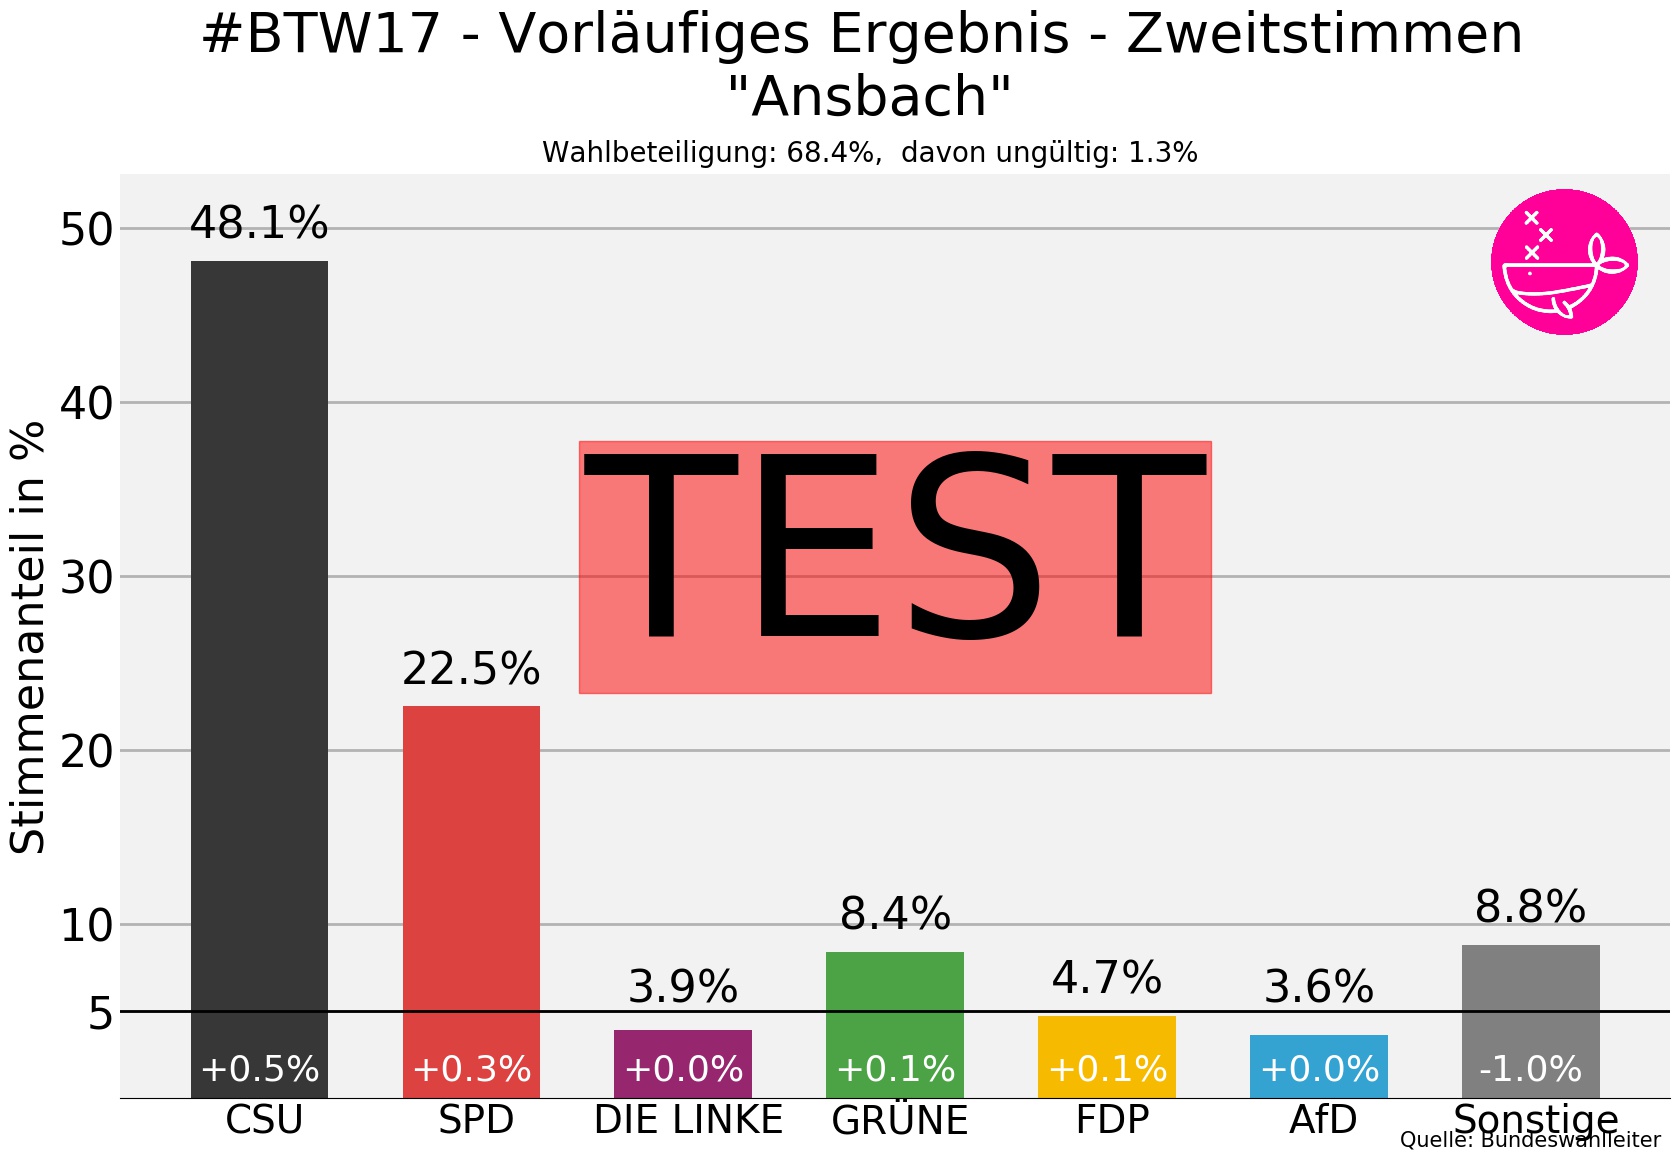 #BTW17 - Vorläufiges Ergebnis - Zweitstimmen
"Ansbach"
Wahlbeteiligung: 68.4%,  davon ungültig: 1.3%
Stimmenanteil in %
50
40
30
20
10
5
48.1%
22.5%
3.9%
8.4%
4.7%
3.6%
8.8%
TEST
+0.5%
+0.3%
+0.0%
+0.1%
+0.1%
+0.0%
-1.0%
CSU
SPD
DIE LINKE
GRÜNE
FDP
AfD
Sonstige
Quelle: Bundeswahlleiter